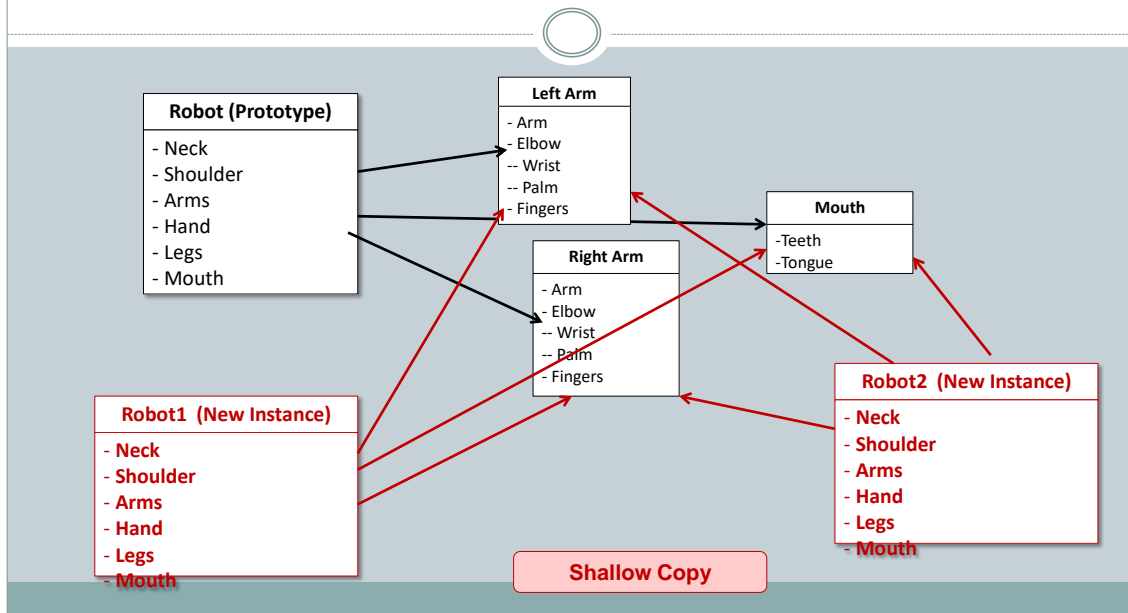 Robot (Prototype)
- Neck
- Shoulder
- Arms
- Hand
- Legs
- Mouth
Left Arm
- Arm
- Elbow
-- Wrist
-- Palm
- Fingers
Mouth
-Teeth
-Tongue
Right Arm
- Arm
- Elbow
-- Wrist
-- Palm
- Fingers
Robot1 (New Instance)
- Neck
- Shoulder
- Arms
- Hand
- Legs
- Mouth
Robot2 (New Instance)
- Neck
- Shoulder
- Arms
- Hand
- Legs
- Mouth
Shallow Copy